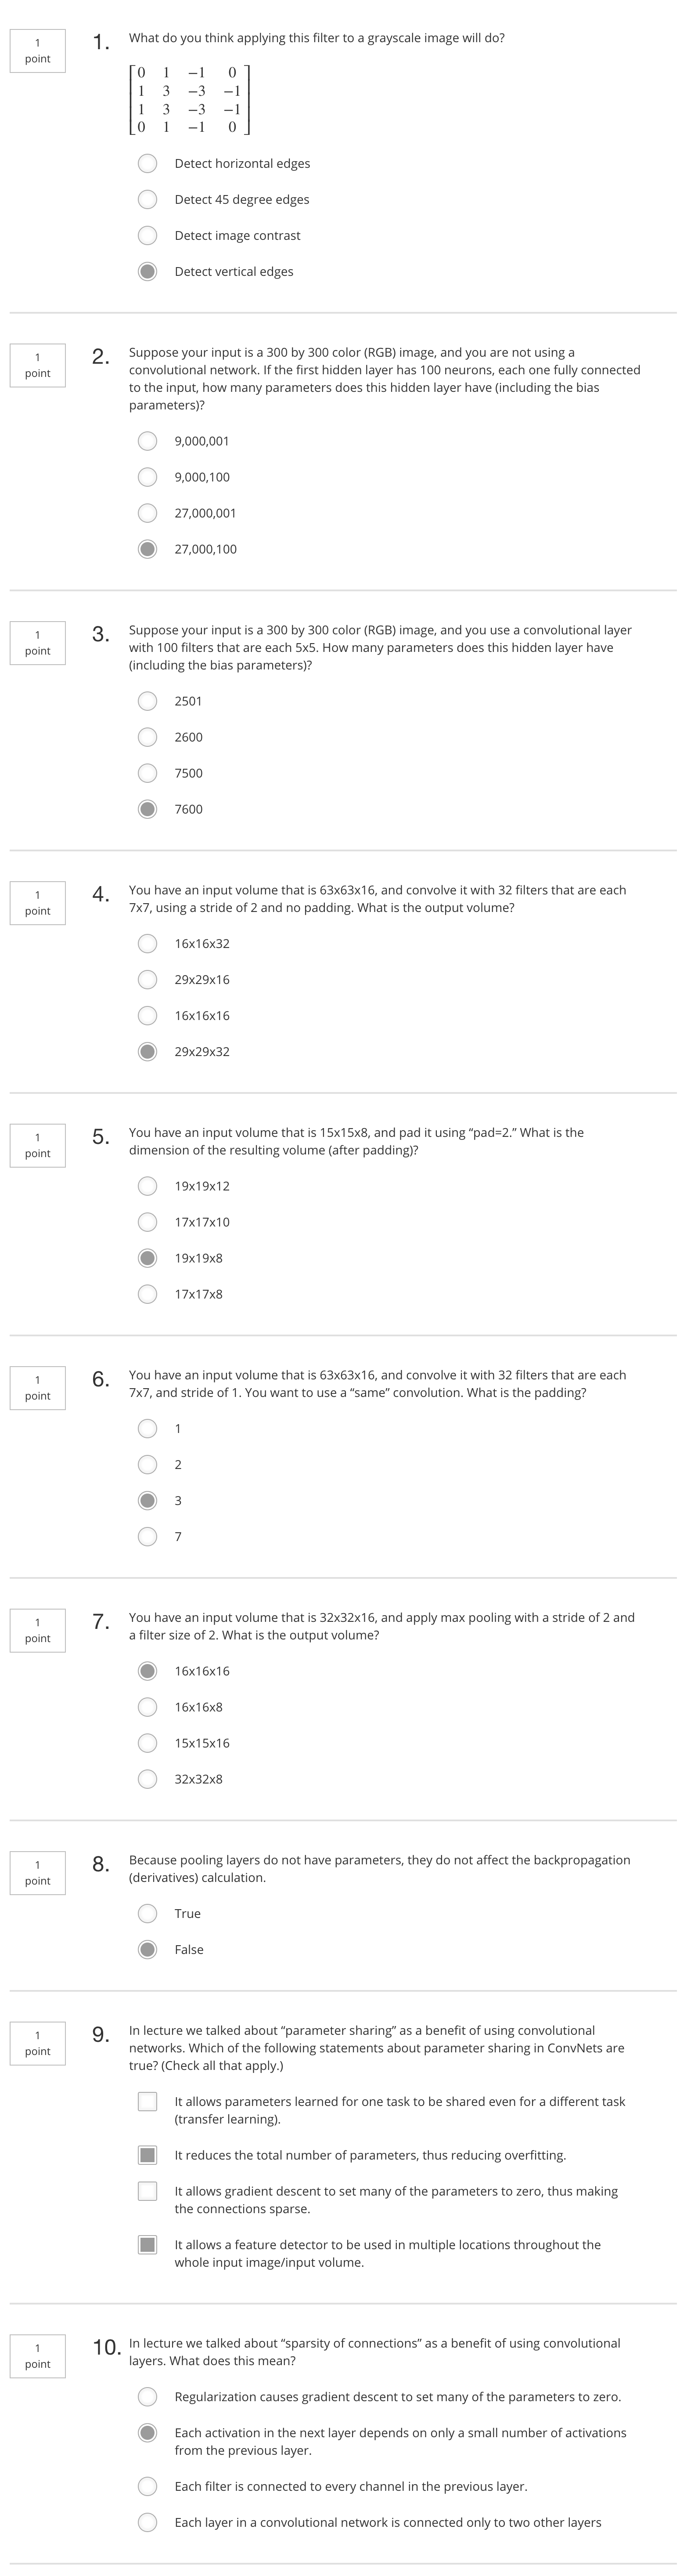 1
point
1.
What do you think applying this filter to a grayscale image will do?
0 1 −1 0
1 3 −3 −1
1 3 −3 −1
0 1 −1 0
Detect horizontal edges
Detect 45 degree edges
Detect image contrast
Detect vertical edges
1
point
2.
Suppose your input is a 300 by 300 color (RGB) image, and you are not using a
convolutional network. If the first hidden layer has 100 neurons, each one fully connected
to the input, how many parameters does this hidden layer have (including the bias
parameters)?
9,000,001
9,000,100
27,000,001
27,000,100
1
point
3.
Suppose your input is a 300 by 300 color (RGB) image, and you use a convolutional layer
with 100 filters that are each 5x5. How many parameters does this hidden layer have
(including the bias parameters)?
2501
2600
7500
7600
1
point
4.
You have an input volume that is 63x63x16, and convolve it with 32 filters that are each
7x7, using a stride of 2 and no padding. What is the output volume?
16x16x32
29x29x16
16x16x16
29x29x32
1
point
5.
You have an input volume that is 15x15x8, and pad it using “pad=2.” What is the
dimension of the resulting volume (after padding)?
19x19x12
17x17x10
19x19x8
17x17x8
1
point
6.
You have an input volume that is 63x63x16, and convolve it with 32 filters that are each
7x7, and stride of 1. You want to use a “same” convolution. What is the padding?
1
2
3
7
1
point
7.
You have an input volume that is 32x32x16, and apply max pooling with a stride of 2 and
a filter size of 2. What is the output volume?
16x16x16
16x16x8
15x15x16
32x32x8
1
point
8.
Because pooling layers do not have parameters, they do not affect the backpropagation
(derivatives) calculation.
True
False
1
point
9.
In lecture we talked about “parameter sharing” as a benefit of using convolutional
networks. Which of the following statements about parameter sharing in ConvNets are
true? (Check all that apply.)
It allows parameters learned for one task to be shared even for a different task
(transfer learning).
It reduces the total number of parameters, thus reducing overfitting.
It allows gradient descent to set many of the parameters to zero, thus making
the connections sparse.
It allows a feature detector to be used in multiple locations throughout the
whole input image/input volume.
1
point
10.
In lecture we talked about “sparsity of connections” as a benefit of using convolutional
layers. What does this mean?
Regularization causes gradient descent to set many of the parameters to zero.
Each activation in the next layer depends on only a small number of activations
from the previous layer.
Each filter is connected to every channel in the previous layer.
Each layer in a convolutional network is connected only to two other layers